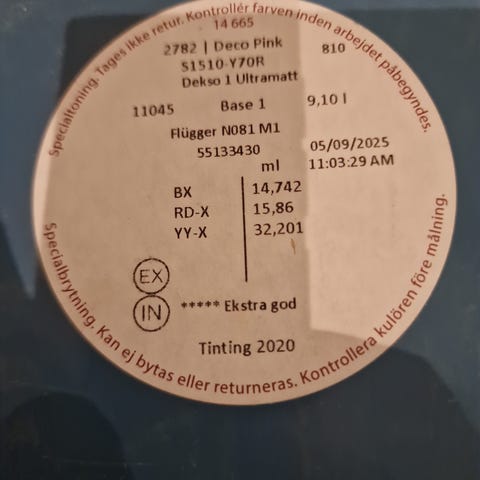 Specialtoning. Tages ikke retur. Kontrollér farven inden arbejdet påbegyndes.
14 665
2782 | Deco Pink 810
S1510-Y70R
Dekso 1 Ultramatt
11045 Base 1 9,10 l
Flügger N081 M1
55133430 05/09/2025
ml 11:03:29 AM
BX 14,742
RD-X 15,86
YY-X 32,201
EX
IN ***** Ekstra god
Tinting 2020
Specialbrytning. Kan ej bytas eller returneras. Kontrollera kulören före målning.